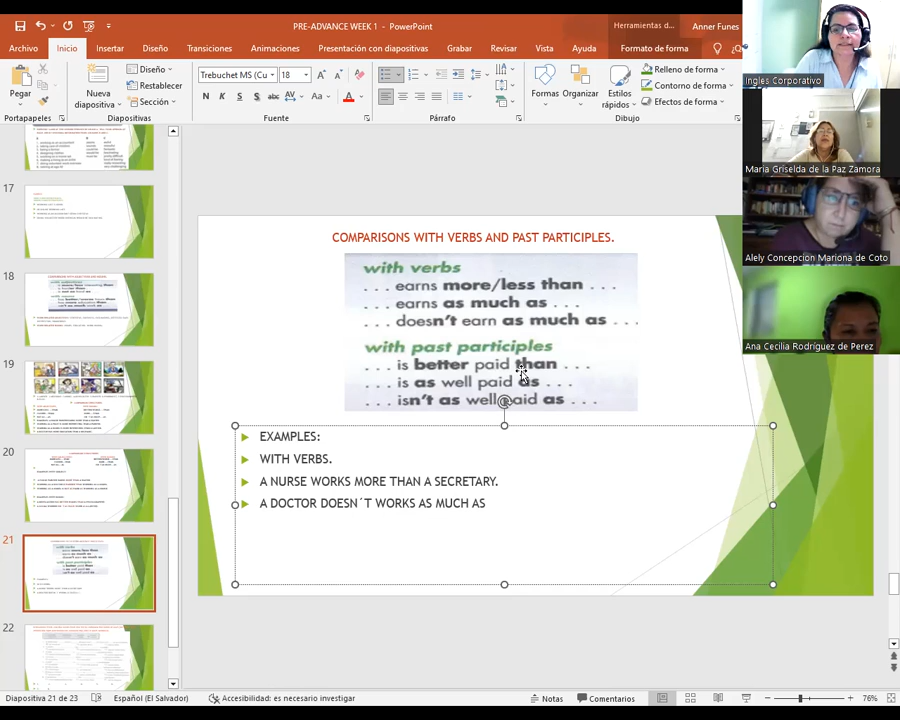 PRE-ADVANCE WEEK 1 - PowerPoint
Herramientas d...
Anner Funes
Archivo
Inicio
Insertar
Diseño
Transiciones
Animaciones
Presentación con diapositivas
Grabar
Revisar
Vista
Ayuda
Formato de forma
¿Q
Pegar
Nueva
diapositiva
Diseño
Restablecer
Sección
Trebuchet MS (Cu
18
N
K
S
S
abc
AV
Aa
A
Formas
Organizar
Estilos
rápidos
Relleno de forma
Contorno de forma
Efectos de forma
Portapapeles
Diapositivas
Fuente
Párrafo
Dibujo
Ingles Corporativo
Maria Griselda de la Paz Zamora
Alely Concepcion Mariona de Coto
Ana Cecilia Rodríguez de Perez
17
18
19
20
21
22
COMPARISONS WITH VERBS AND PAST PARTICIPLES.
with verbs
. . . earns more/less than . . .
. . . earns as much as . . .
. . . doesn't earn as much as . . .
with past participles
. . . is better paid than . . .
. . . is as well paid as . . .
. . . isn't as well paid as . . .
EXAMPLES:
WITH VERBS.
A NURSE WORKS MORE THAN A SECRETARY.
A DOCTOR DOESN´T WORKS AS MUCH AS
Diapositiva 21 de 23
Español (El Salvador)
Accesibilidad: es necesario investigar
Notas
Comentarios
76%